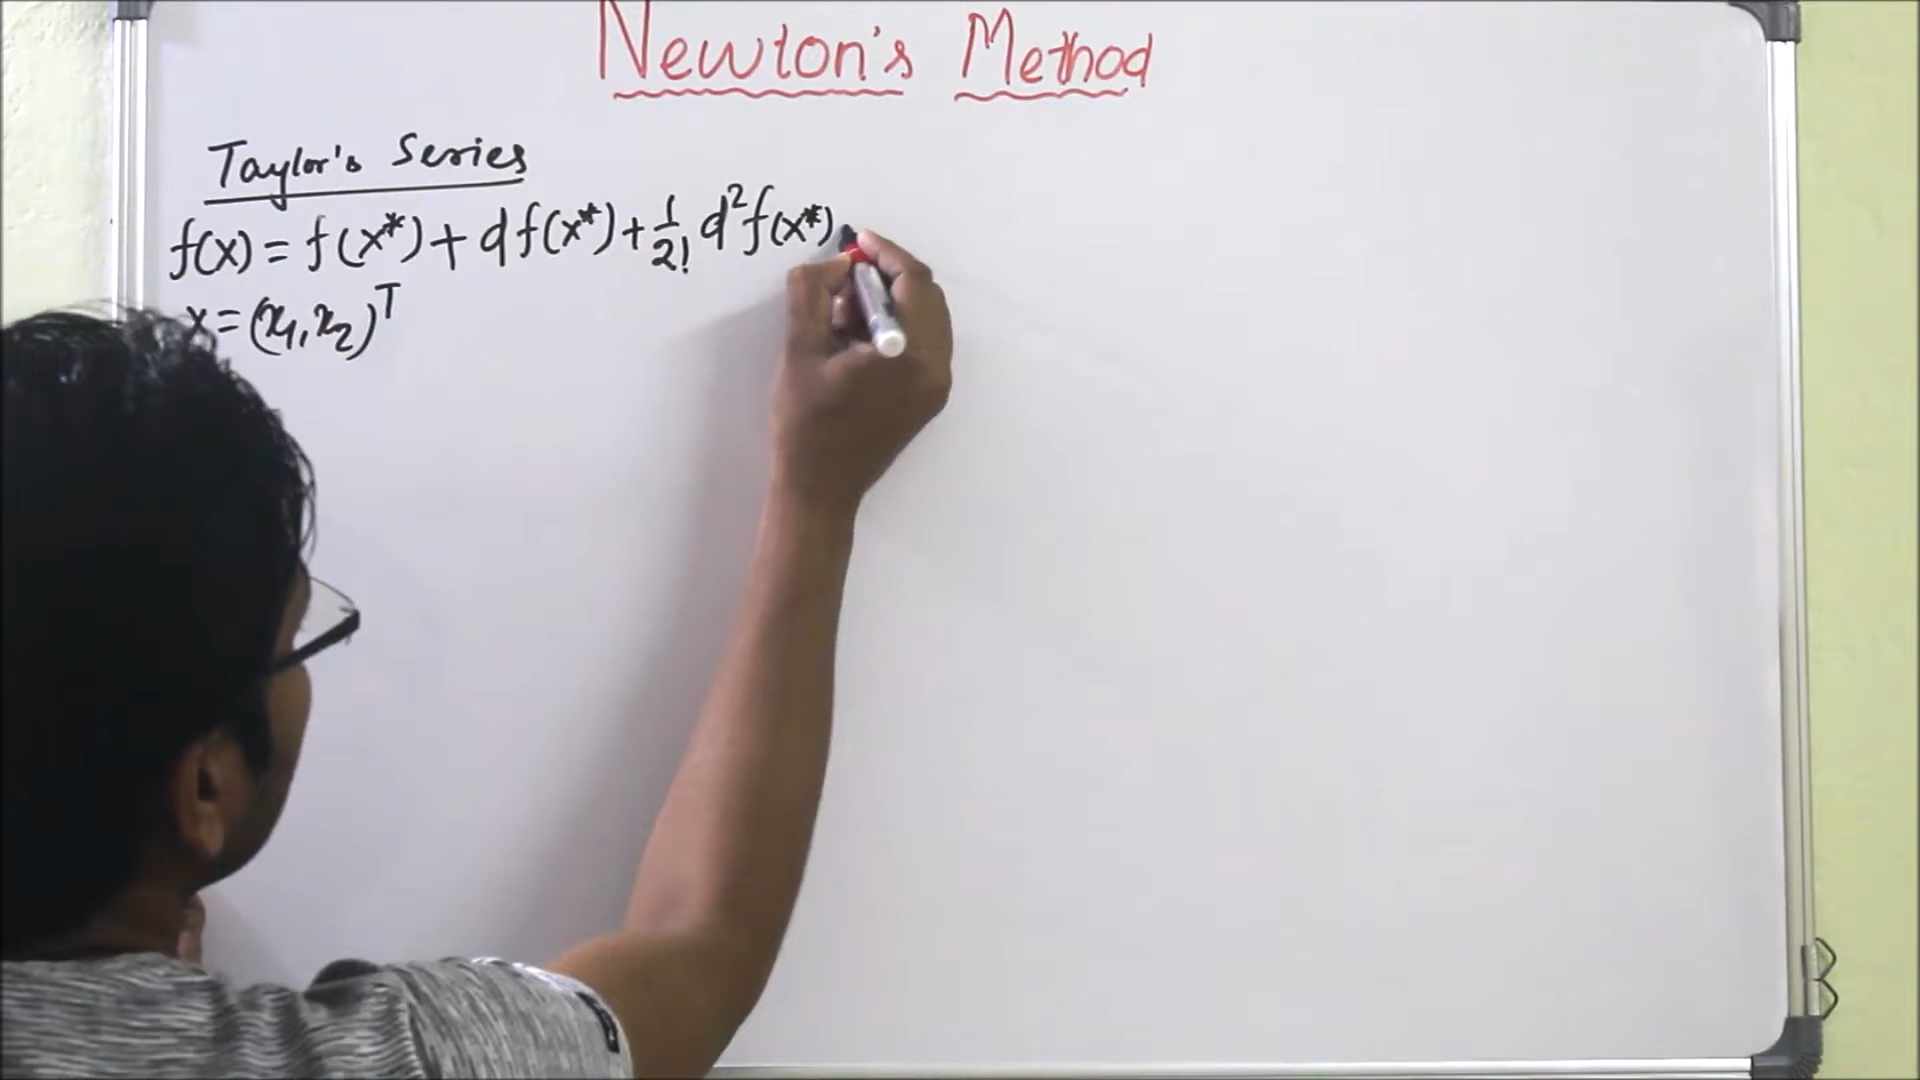 Newton's Method
Taylor's Series
f(x) = f(x*) + df(x*) + 1/2! d²f(x*)
x = (x₁, x₂)ᵀ